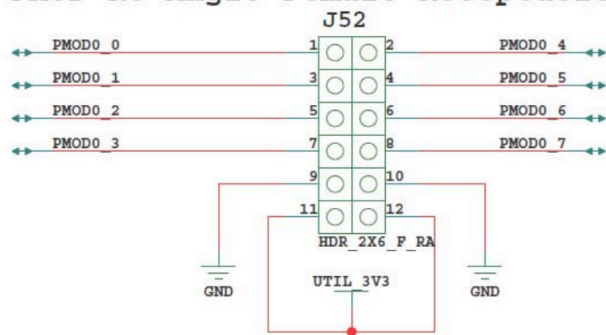 J52
PMOD0_0 1 2 PMOD0_4
PMOD0_1 3 4 PMOD0_5
PMOD0_2 5 6 PMOD0_6
PMOD0_3 7 8 PMOD0_7
9 10
11 12
HDR_2X6_F_RA
GND UTIL_3V3 GND